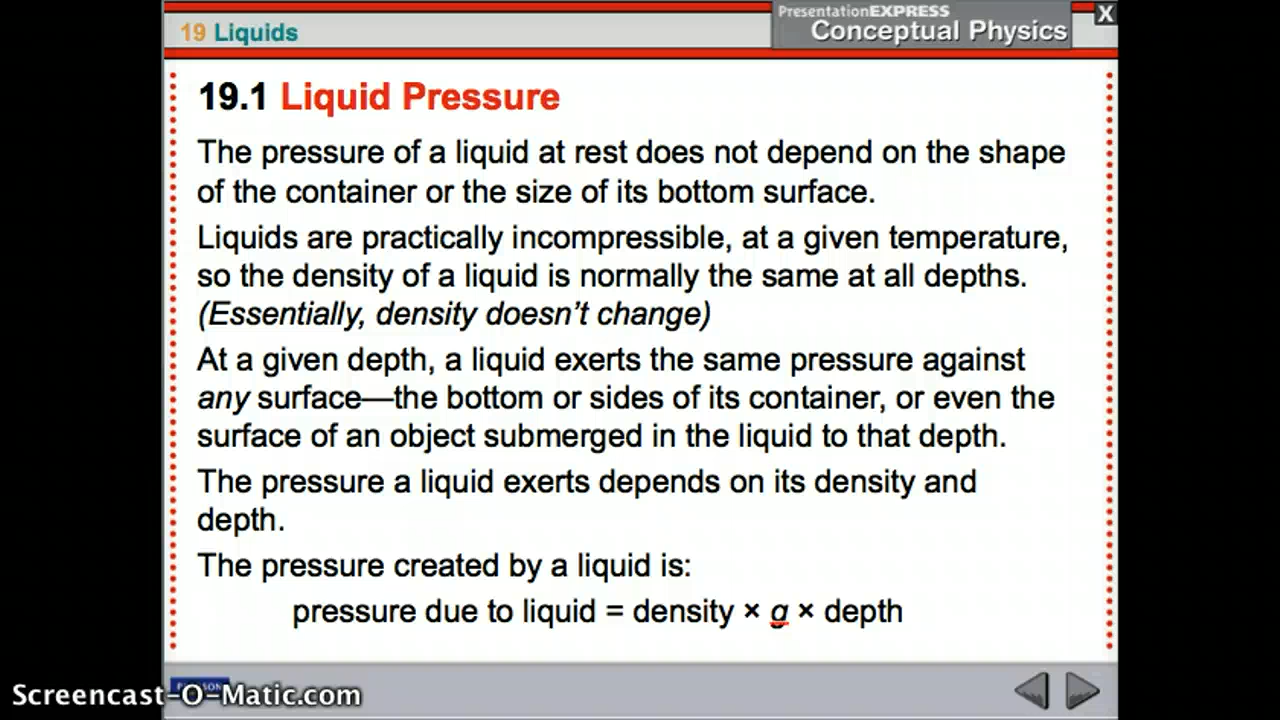 PresentationEXPRESS
X
19 Liquids
Conceptual Physics
19.1 Liquid Pressure
The pressure of a liquid at rest does not depend on the shape
of the container or the size of its bottom surface.
Liquids are practically incompressible, at a given temperature,
so the density of a liquid is normally the same at all depths.
(Essentially, density doesn't change)
At a given depth, a liquid exerts the same pressure against
any surface—the bottom or sides of its container, or even the
surface of an object submerged in the liquid to that depth.
The pressure a liquid exerts depends on its density and
depth.
The pressure created by a liquid is:
pressure due to liquid = density × g × depth
Screencast-O-Matic.com